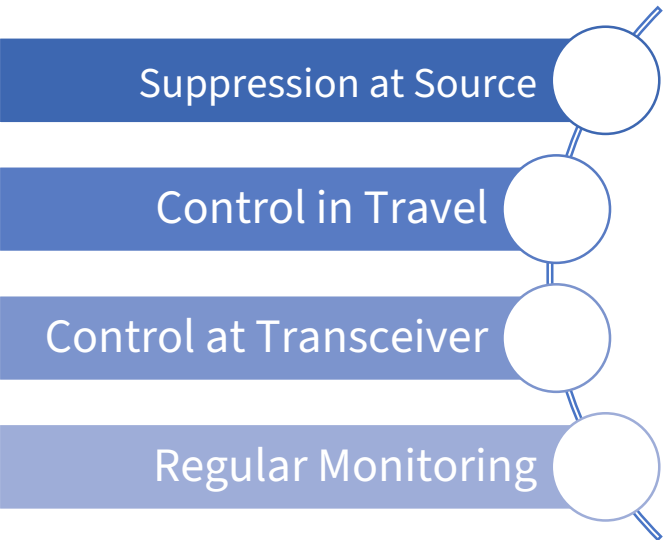 Suppression at Source
Control in Travel
Control at Transceiver
Regular Monitoring